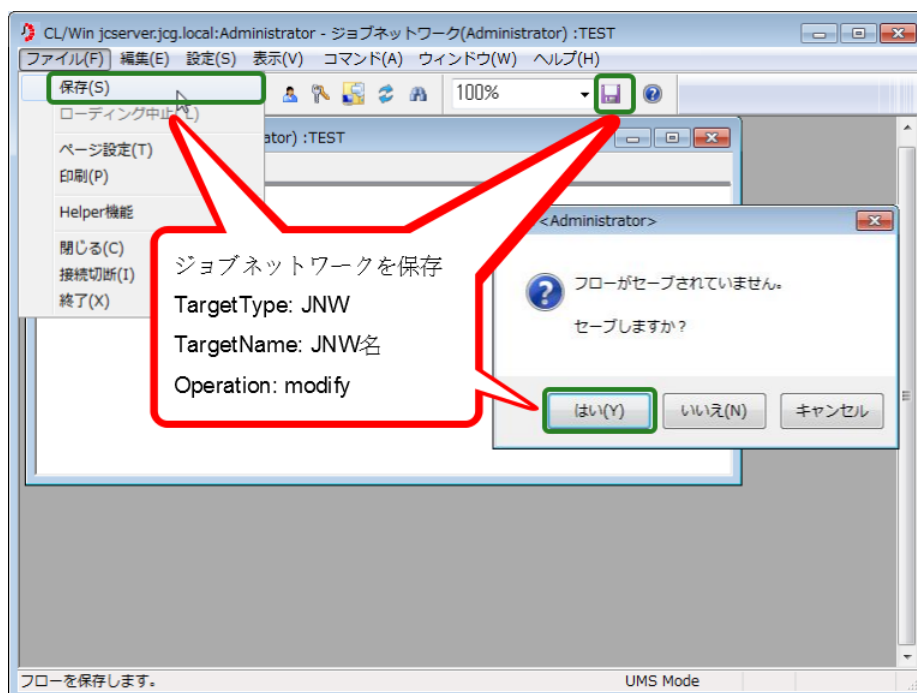 CL/Win jcserver.jcg.local:Administrator - ジョブネットワーク(Administrator) :TEST
ファイル(F) 編集(E) 設定(S) 表示(V) コマンド(A) ウィンドウ(W) ヘルプ(H)
保存(S)
100%
ローディング中止(L)
ator) :TEST
ページ設定(T)
印刷(P)
Helper機能
閉じる(C)
接続切断(I)
終了(X)
ジョブネットワークを保存
TargetType: JNW
TargetName: JNW名
Operation: modify
<Administrator>
フローがセーブされていません。
セーブしますか?
はい(Y) いいえ(N) キャンセル
フローを保存します。 UMS Mode